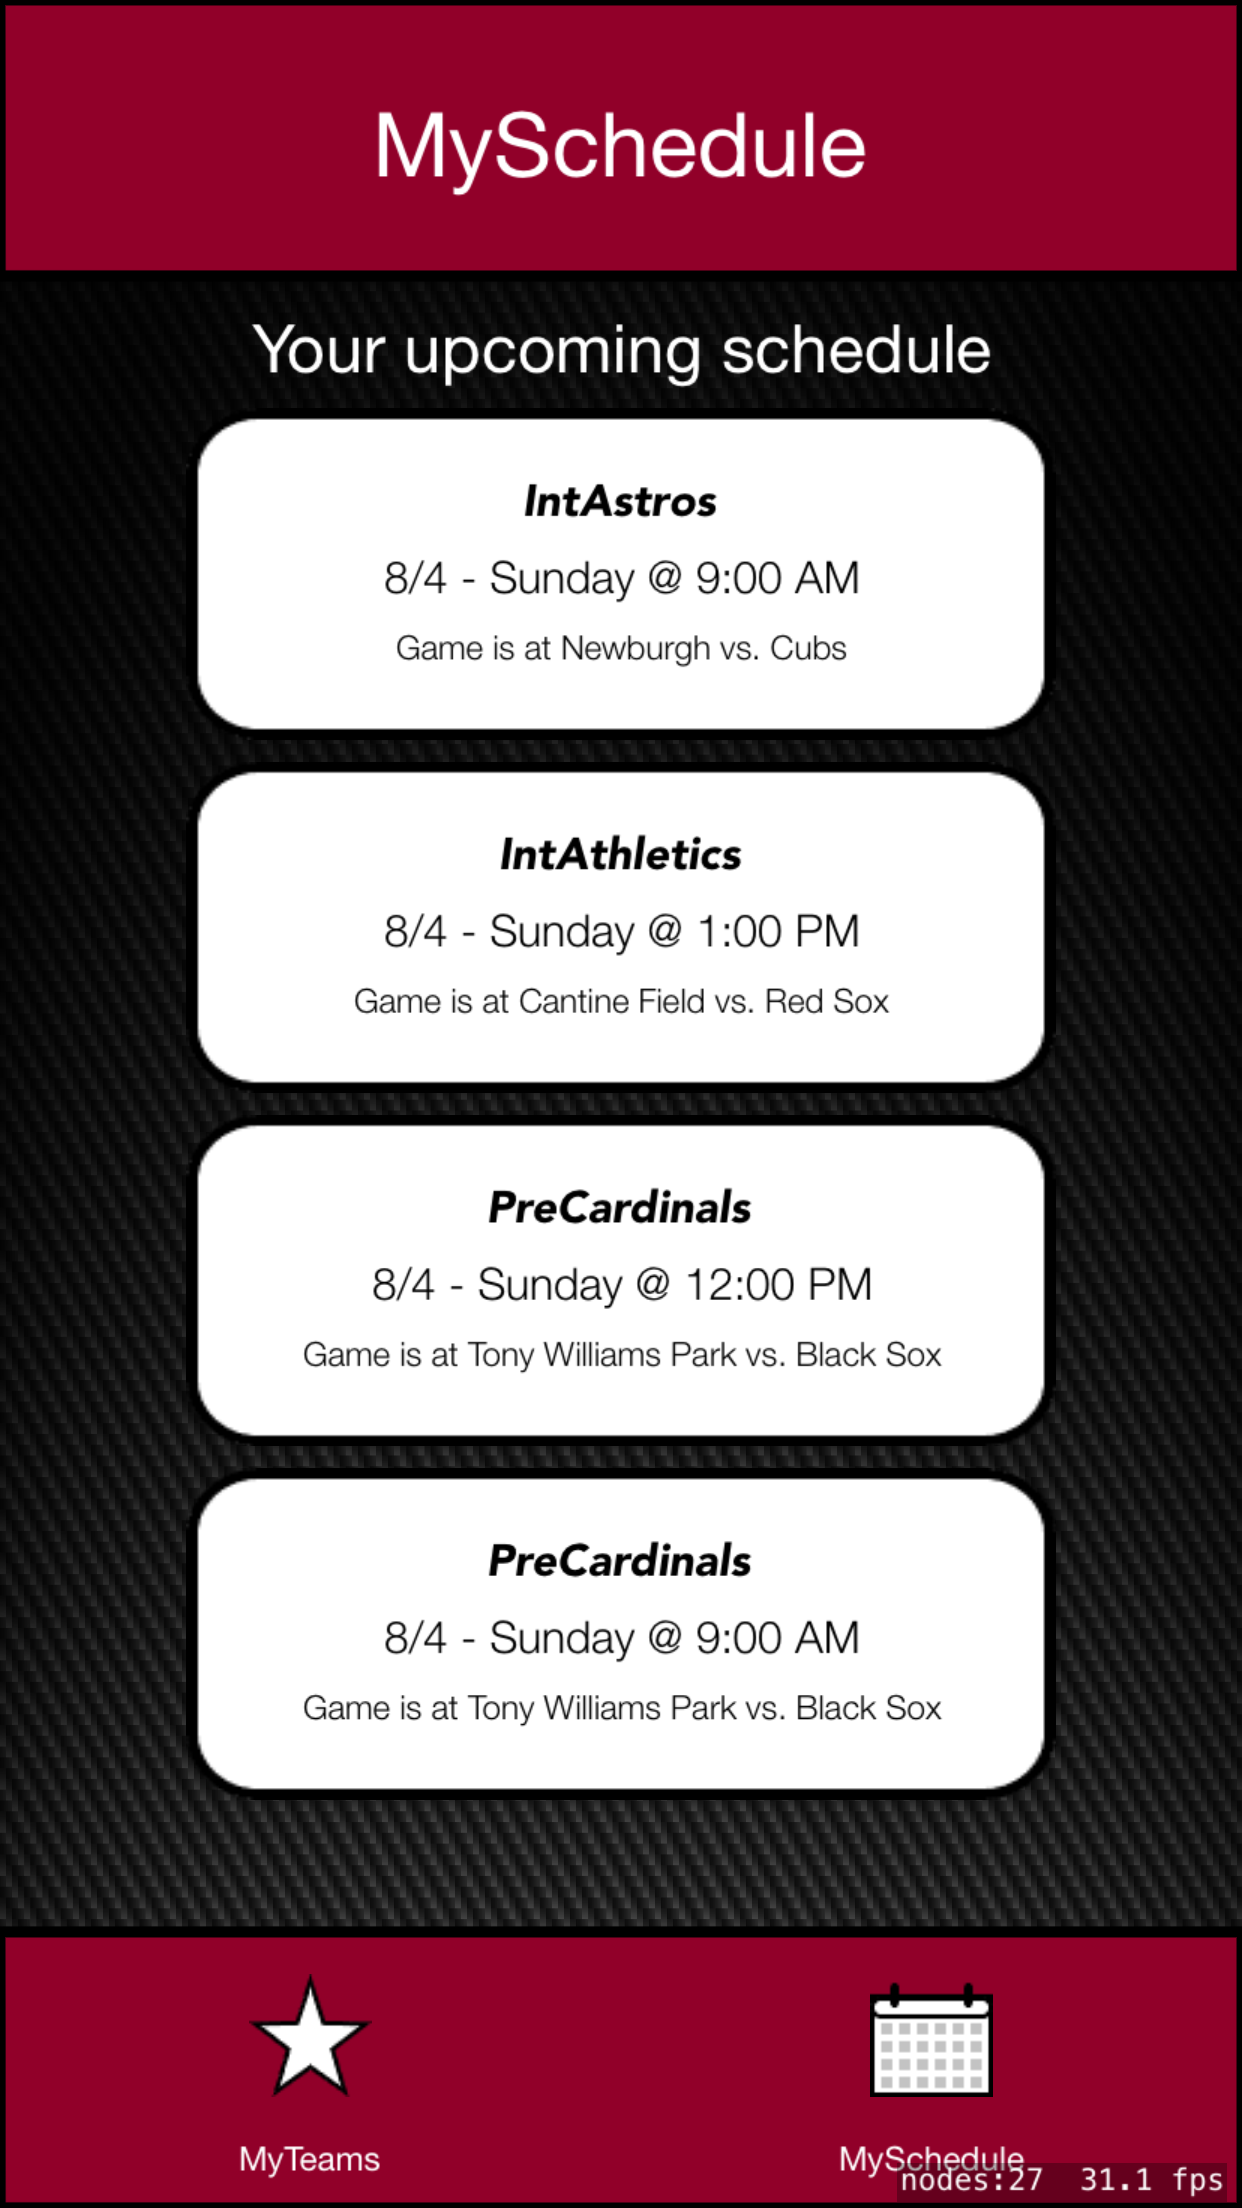 MySchedule
Your upcoming schedule
IntAstros
8/4 - Sunday @ 9:00 AM
Game is at Newburgh vs. Cubs
IntAthletics
8/4 - Sunday @ 1:00 PM
Game is at Cantine Field vs. Red Sox
PreCardinals
8/4 - Sunday @ 12:00 PM
Game is at Tony Williams Park vs. Black Sox
PreCardinals
8/4 - Sunday @ 9:00 AM
Game is at Tony Williams Park vs. Black Sox
MyTeams
MySchedule
nodes:27 31.1 fps